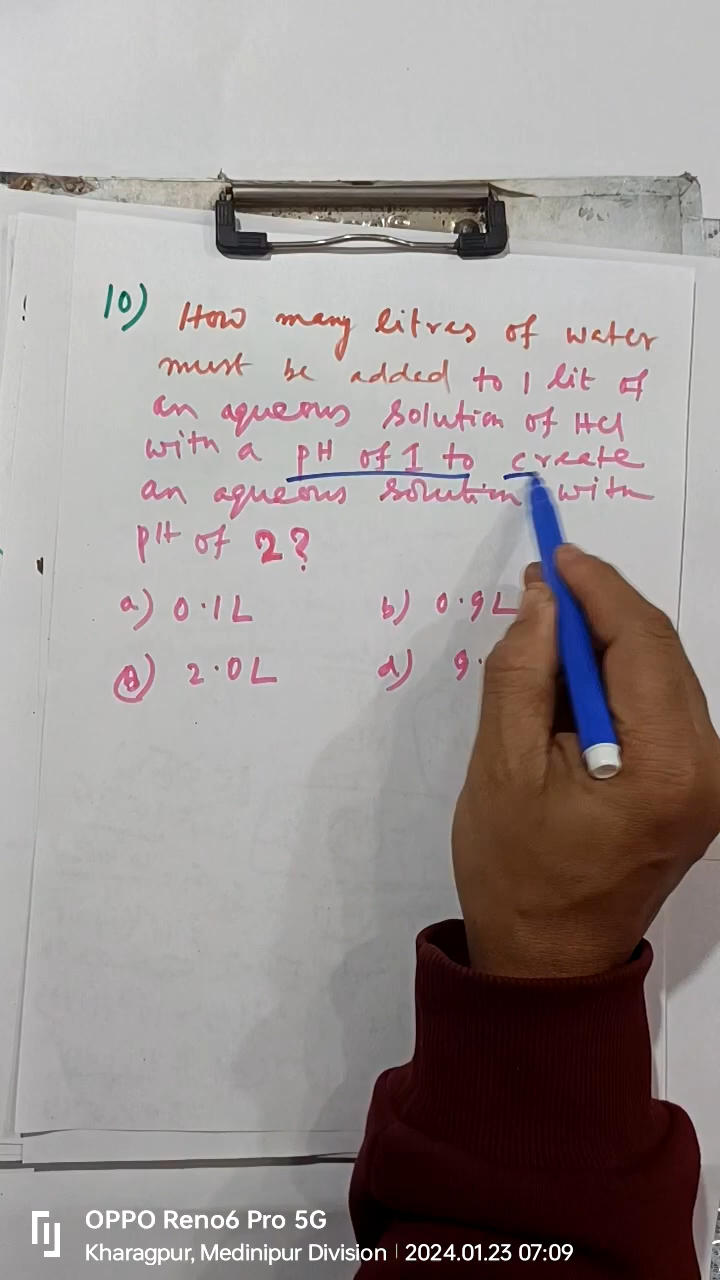 10) How many litres of water
must be added to 1 lit of
an aqueous solution of HCl
with a pH of 1 to create
an aqueous solution with
pH of 2?
a) 0.1L b) 0.9L
2.0L d) 9.
OPPO Reno6 Pro 5G
Kharagpur, Medinipur Division | 2024.01.23 07:09